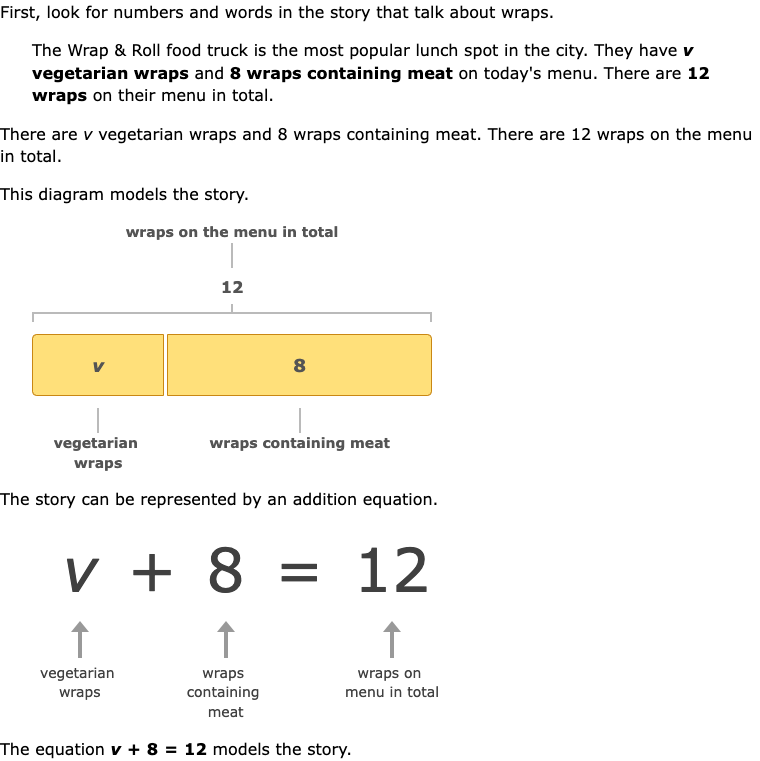 First, look for numbers and words in the story that talk about wraps.
The Wrap & Roll food truck is the most popular lunch spot in the city. They have v
vegetarian wraps and 8 wraps containing meat on today's menu. There are 12
wraps on their menu in total.
There are v vegetarian wraps and 8 wraps containing meat. There are 12 wraps on the menu
in total.
This diagram models the story.
wraps on the menu in total
12
v 8
vegetarian wraps containing meat
wraps
The story can be represented by an addition equation.
v + 8 = 12
vegetarian wraps wraps on
wraps containing menu in total
meat
The equation v + 8 = 12 models the story.